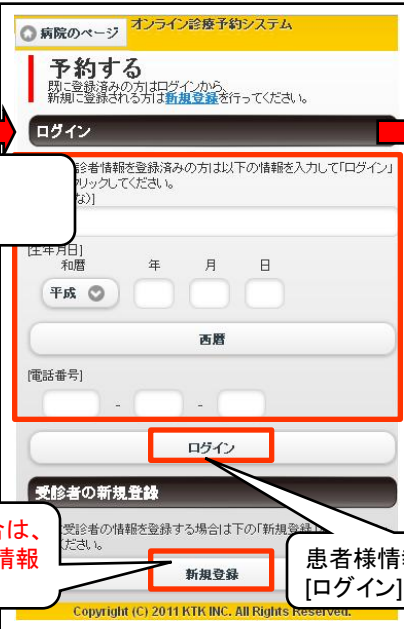 病院のページ
オンライン診療予約システム
予約する
既に登録済みの方はログインから、
新規に登録される方は新規登録を行ってください。
ログイン
診者情報を登録済みの方は以下の情報を入力して「ログイン」
リックしてください。
な)]
[生年月日]
和暦 年 月 日
平成
西暦
[電話番号]
- -
ログイン
受診者の新規登録
受診者の情報を登録する場合は下の「新規登録
ください。
合は、
情報
新規登録
患者様情報
[ログイン]
Copyright (C) 2011 KTK INC. All Rights Reserved.